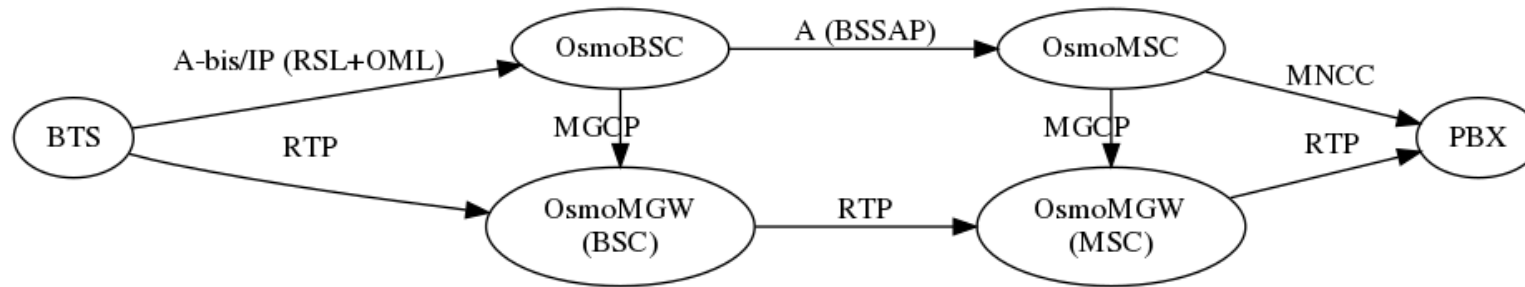 OsmoBSC
A (BSSAP)
OsmoMSC
A-bis/IP (RSL+OML)
MNCC
BTS
MGCP
MGCP
PBX
RTP
RTP
OsmoMGW
(BSC)
RTP
OsmoMGW
(MSC)